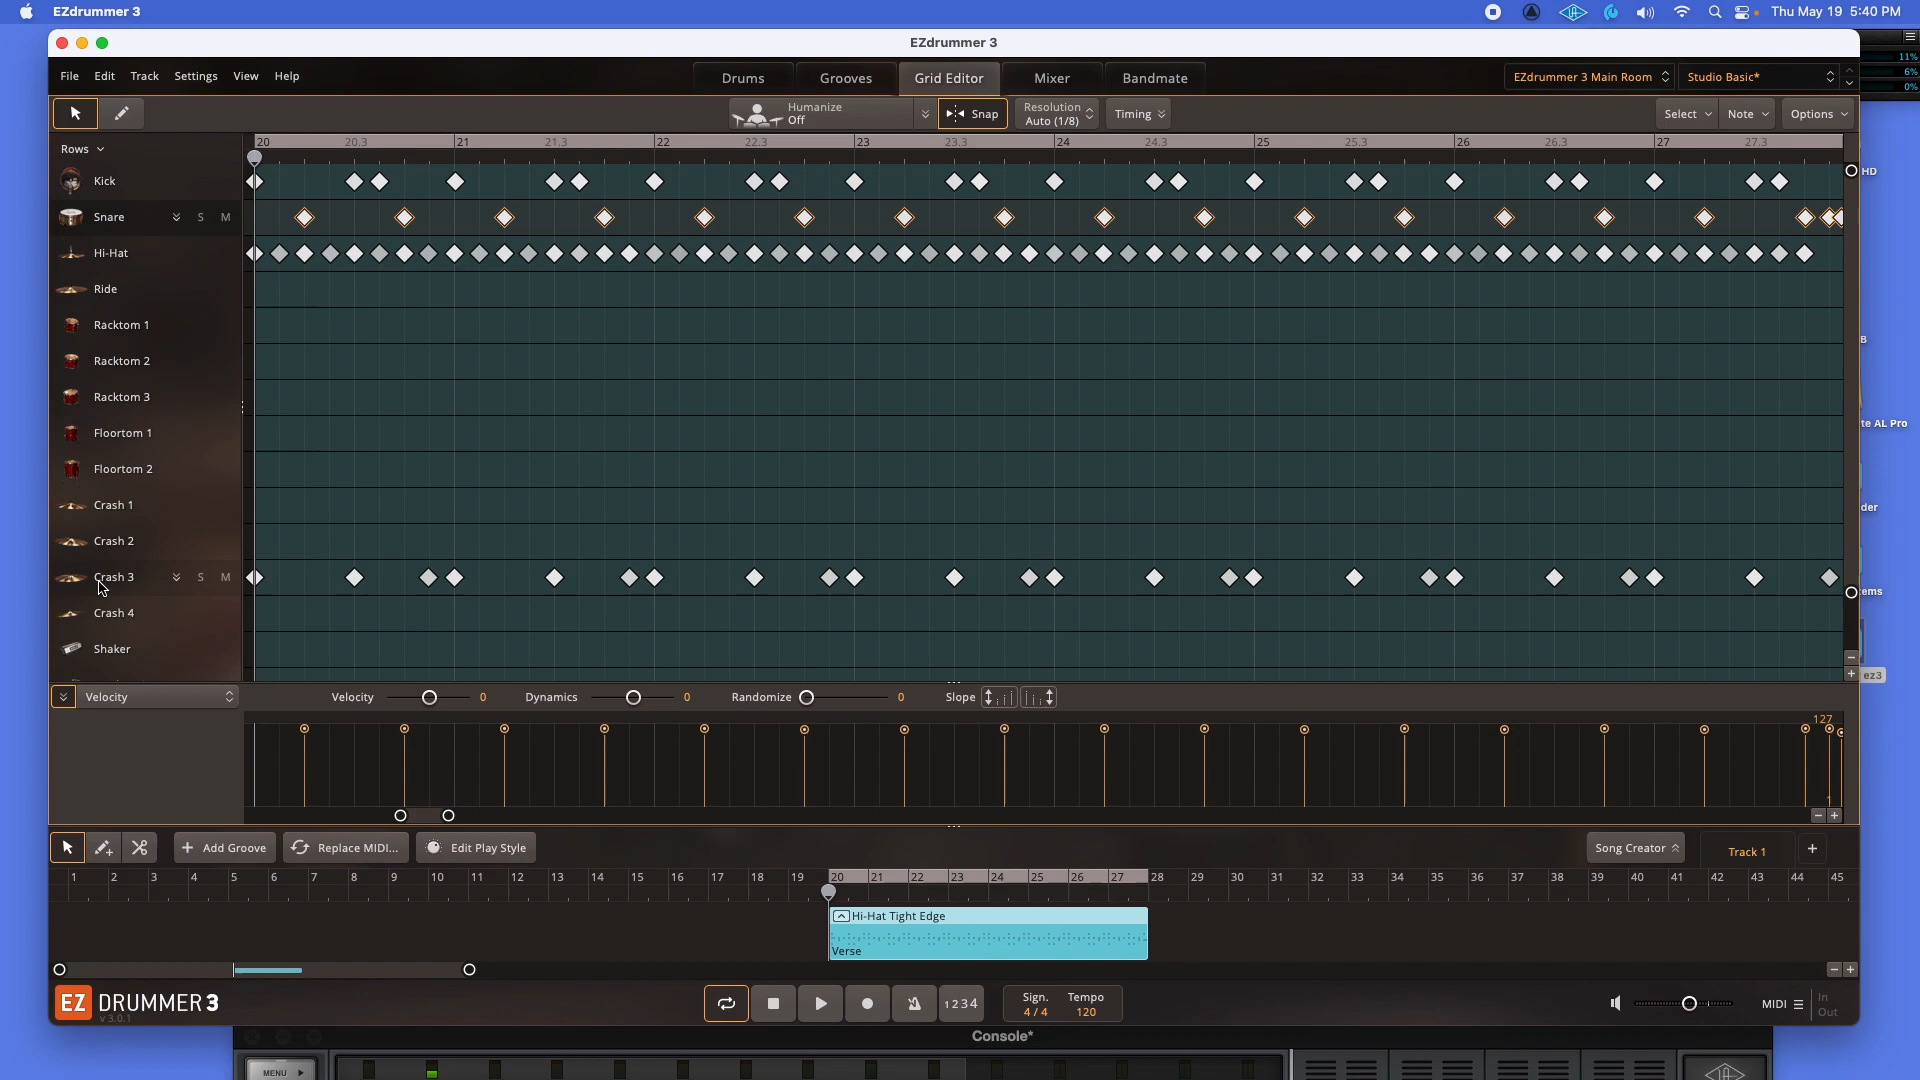 EZdrummer 3
Thu May 19 5:40 PM
EZdrummer 3
11%
6%
0%
File Edit Track Settings View Help
Drums Grooves Grid Editor Mixer Bandmate
EZdrummer 3 Main Room Studio Basic*
Humanize
Off
Snap
Resolution
Auto (1/8)
Timing
Select Note Options
Rows
20 20.3 21 21.3 22 22.3 23 23.3 24 24.3 25 25.3 26 26.3 27 27.3
Kick
HD
Snare S M
Hi-Hat
Ride
Racktom 1
B
Racktom 2
Racktom 3
te AL Pro
Floortom 1
Floortom 2
Crash 1
der
Crash 2
Crash 3 S M
ems
Crash 4
Shaker
ez3
Velocity
Velocity 0 Dynamics 0 Randomize 0 Slope
127
1
Add Groove Replace MIDI... Edit Play Style
Song Creator Track 1 +
1 2 3 4 5 6 7 8 9 10 11 12 13 14 15 16 17 18 19 20 21 22 23 24 25 26 27 28 29 30 31 32 33 34 35 36 37 38 39 40 41 42 43 44 45
Hi-Hat Tight Edge
Verse
EZ DRUMMER 3
v 3.0.1
1 2 3 4
Sign. Tempo
4 / 4 120
MIDI In
Out
Console*
MENU